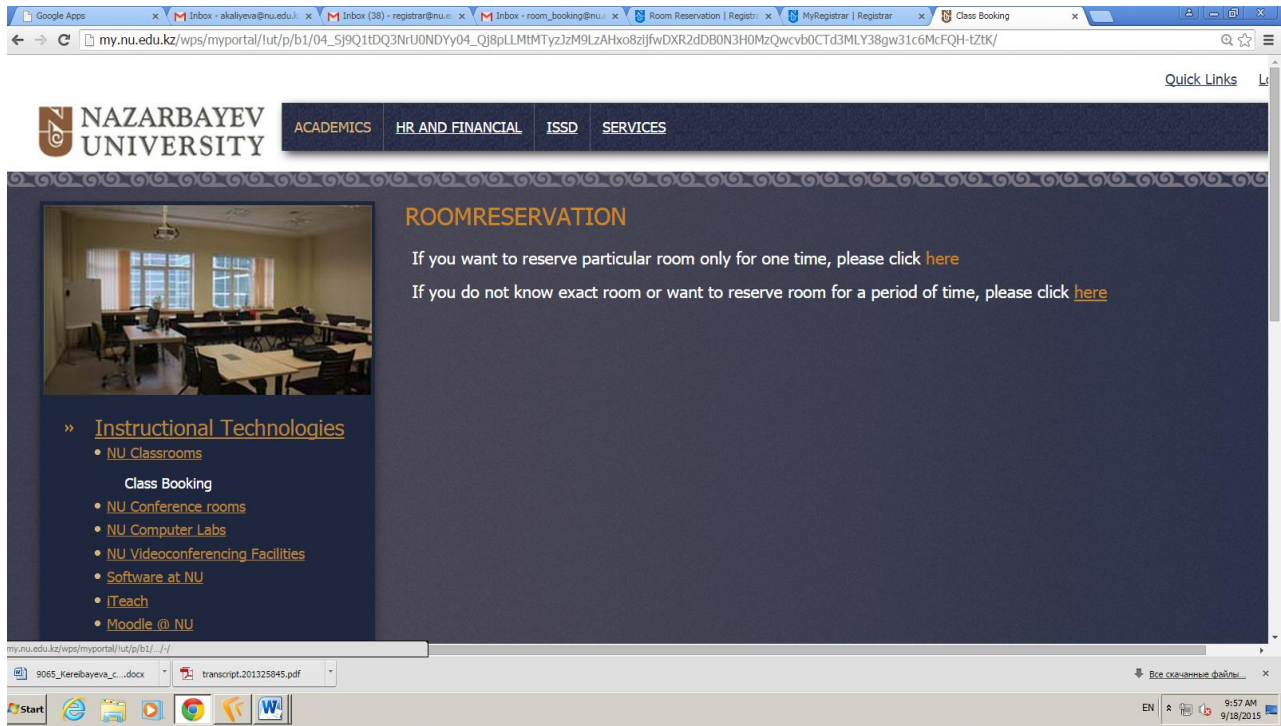 Google Apps
Inbox - akaliyeva@nu.edu.k
Inbox (38) - registrar@nu.e
Inbox - room_booking@nu.
Room Reservation | Registr
MyRegistrar | Registrar
Class Booking
Quick Links
NAZARBAYEV
UNIVERSITY
ACADEMICS HR AND FINANCIAL ISSD SERVICES
ROOMRESERVATION
If you want to reserve particular room only for one time, please click here
If you do not know exact room or want to reserve room for a period of time, please click here
» Instructional Technologies
• NU Classrooms
Class Booking
• NU Conference rooms
• NU Computer Labs
• NU Videoconferencing Facilities
• Software at NU
• iTeach
• Moodle @ NU
my.nu.edu.kz/wps/myportal/!ut/p/b1/.../-/
9065_Kereibayeva_c....docx
transcript.201325845.pdf
Все скачанные файлы...
Start
EN
9:57 AM
9/18/2015